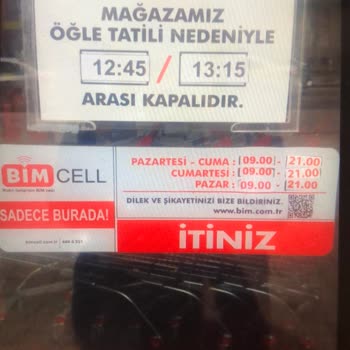 MAĞAZAMIZ
ÖĞLE TATİLİ NEDENİYLE
12:45 / 13:15
ARASI KAPALIDIR.
BİM CELL
SADECE BURADA!
PAZARTESİ - CUMA : 09.00 - 21.00
CUMARTESİ : 09.00 - 21.00
PAZAR : 09.00 - 21.00
DİLEK VE ŞİKAYETİNİZİ BİZE BİLDİRİNİZ.
www.bim.com.tr
İTİNİZ